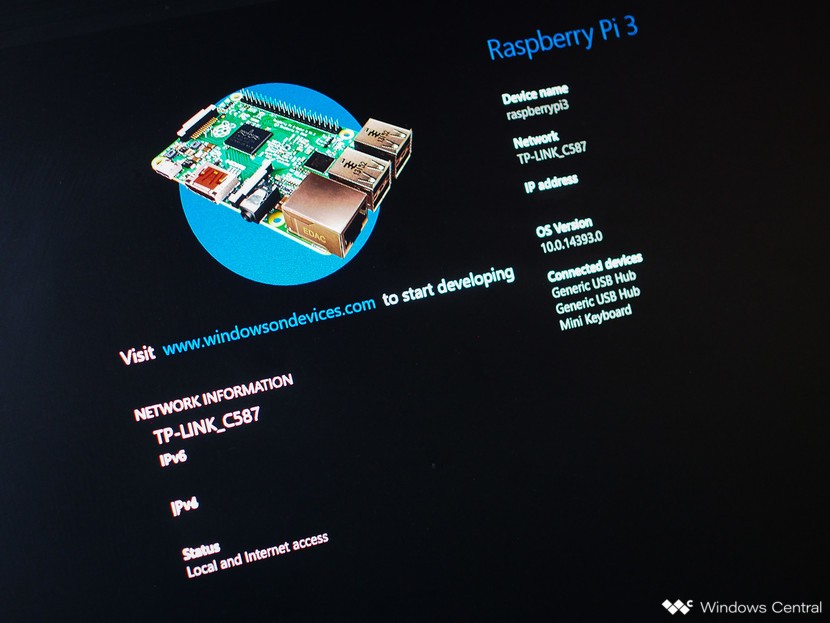 Raspberry Pi 3
Device name
raspberrypi3
Network
TP-LINK_C587
IP address
OS Version
10.0.14393.0
Connected devices
Generic USB Hub
Generic USB Hub
Mini Keyboard
EDAC
Visit www.windowsondevices.com to start developing
NETWORK INFORMATION
TP-LINK_C587
IPv6
IPv4
Status
Local and Internet access
Windows Central